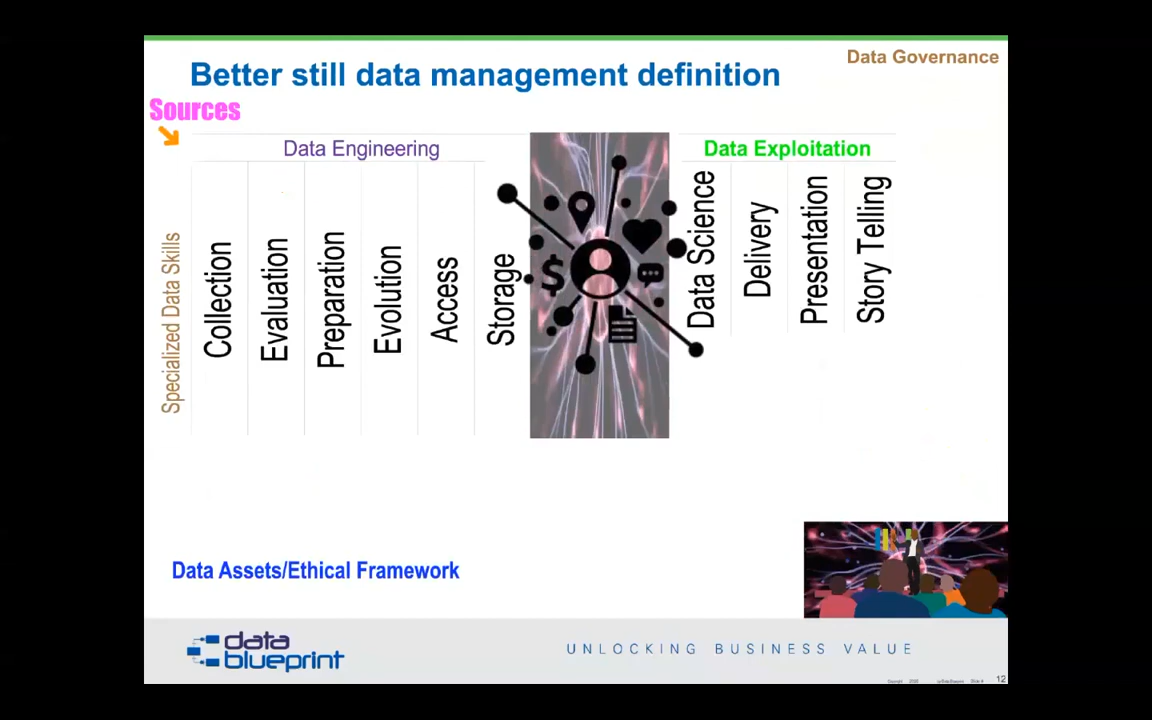 Data Governance
Better still data management definition
Sources
Data Engineering
Data Exploitation
Specialized Data Skills
Collection
Evaluation
Preparation
Evolution
Access
Storage
$
Data Science
Delivery
Presentation
Story Telling
Data Assets/Ethical Framework
data
blueprint
UNLOCKING BUSINESS VALUE
12